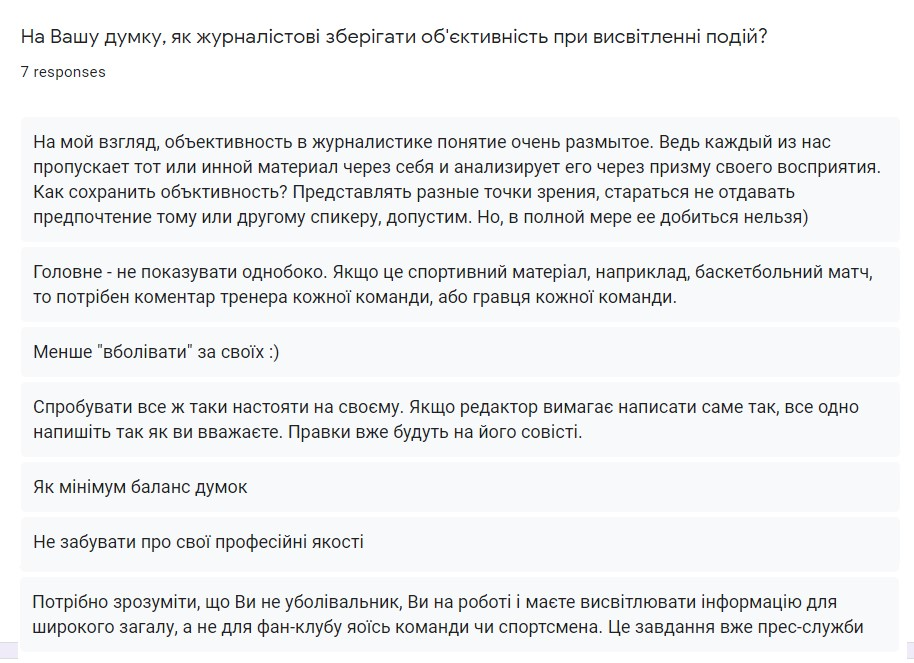 На Вашу думку, як журналістові зберігати об'єктивність при висвітленні подій?
7 responses
На мой взгляд, объективность в журналистике понятие очень размытое. Ведь каждый из нас
пропускает тот или инной материал через себя и анализирует его через призму своего восприятия.
Как сохранить объктивность? Представлять разные точки зрения, стараться не отдавать
предпочтение тому или другому спикеру, допустим. Но, в полной мере ее добиться нельзя)
Головне - не показувати однобоко. Якщо це спортивний матеріал, наприклад, баскетбольний матч,
то потрібен коментар тренера кожної команди, або гравця кожної команди.
Менше "вболівати" за своїх :)
Спробувати все ж таки настояти на своєму. Якщо редактор вимагає написати саме так, все одно
напишіть так як ви вважаєте. Правки вже будуть на його совісті.
Як мінімум баланс думок
Не забувати про свої професійні якості
Потрібно зрозуміти, що Ви не уболівальник, Ви на роботі і маєте висвітлювати інформацію для
широкого загалу, а не для фан-клубу яоїсь команди чи спортсмена. Це завдання вже прес-служби